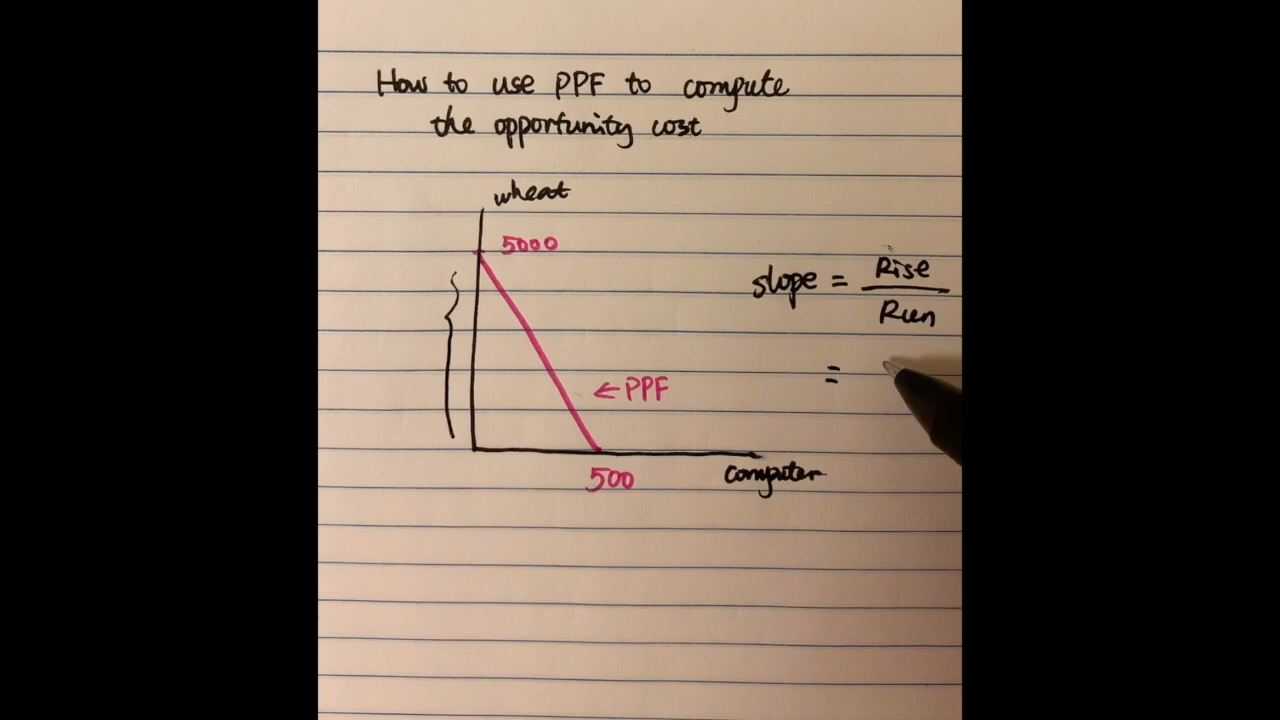 How to use PPF to compute
the opportunity cost
wheat
5000
slope = Rise
Run
=
← PPF
500
computer